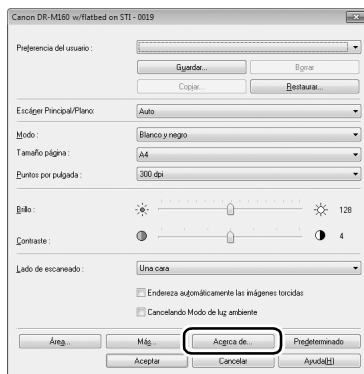 Canon DR-M160 w/flatbed on STI - 0019
Preferencia del usuario :
Guardar... Borrar
Copiar... Restaurar...
Escáner Principal/Plano: Auto
Modo : Blanco y negro
Tamaño página : A4
Puntos por pulgada : 300 dpi
Brillo : 128
Contraste : 4
Lado de escaneado : Una cara
Endereza automáticamente las imágenes torcidas
Cancelando Modo de luz ambiente
Área... Más... Acerca de... Predeterminado
Aceptar Cancelar Ayuda(H)